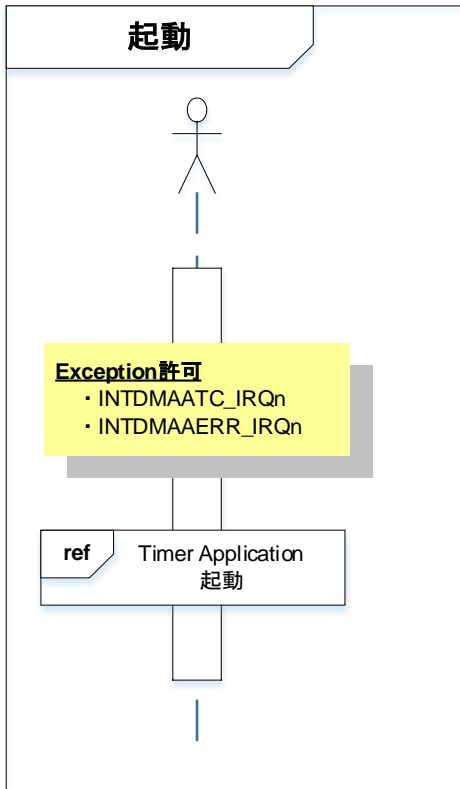 起動
Exception許可
・INTDMAATC_IRQn
・INTDMAAERR_IRQn
ref
Timer Application
起動